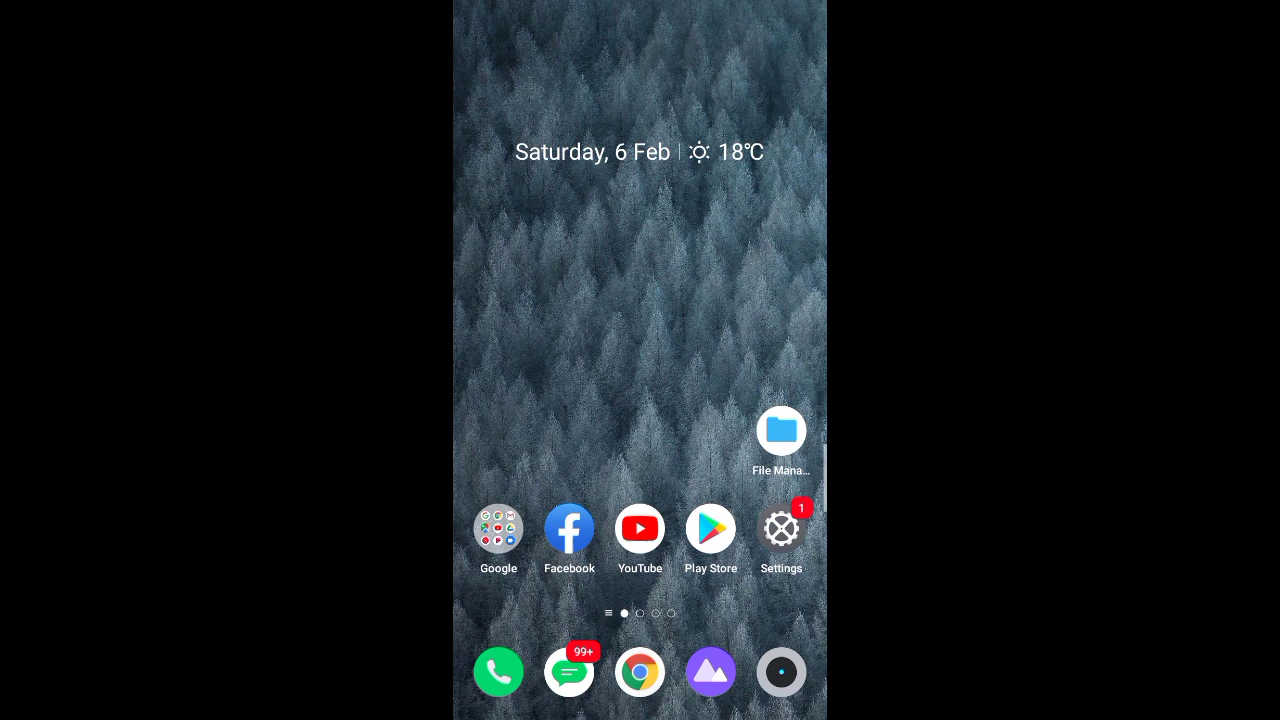 Saturday, 6 Feb 18°C
File Mana...
1
Google Facebook YouTube Play Store Settings
99+